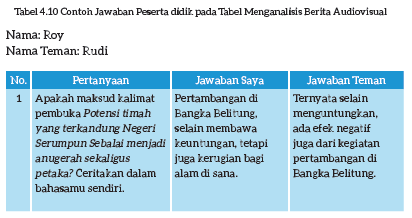 Tabel 4.10 Contoh Jawaban Peserta didik pada Tabel Menganalisis Berita Audiovisual
Nama: Roy
Nama Teman: Rudi
No. Pertanyaan Jawaban Saya Jawaban Teman
1 Apakah maksud kalimat
pembuka Potensi timah
yang terkandung Negeri
Serumpun Sebalai menjadi
anugerah sekaligus
petaka? Ceritakan dalam
bahasamu sendiri.
Pertambangan di
Bangka Belitung,
selain membawa
keuntungan, tetapi
juga kerugian bagi
alam di sana.
Ternyata selain
menguntungkan,
ada efek negatif
juga dari kegiatan
pertambangan di
Bangka Belitung.